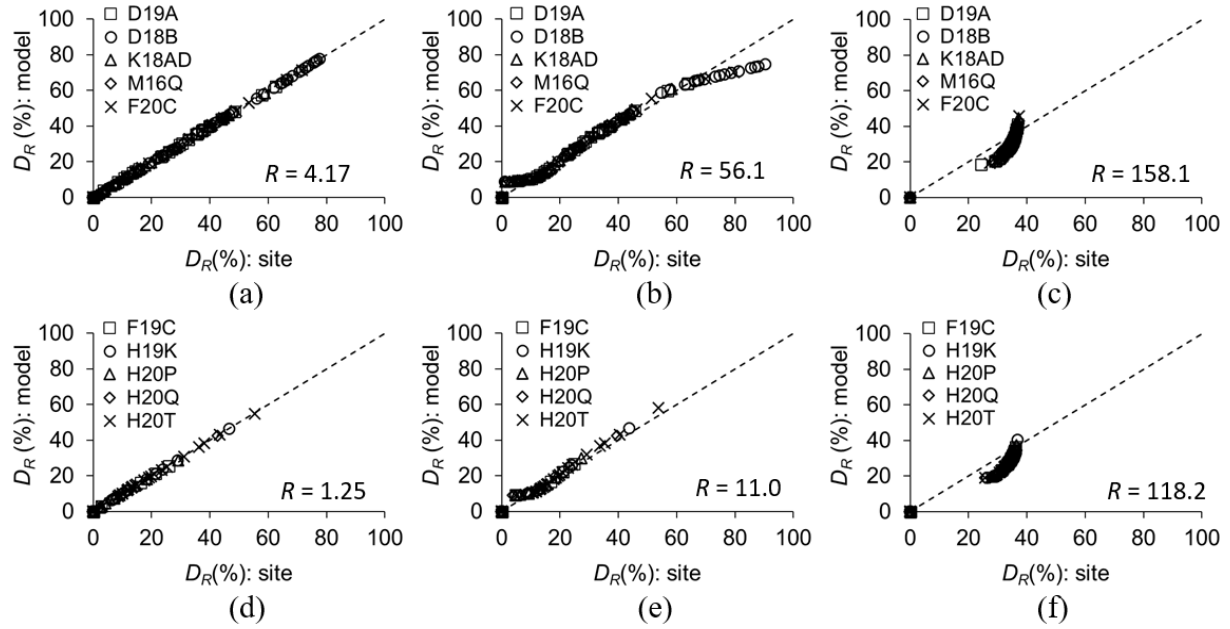 D_R (%): model
100
80
60
40
20
0
D19A
D18B
K18AD
M16Q
F20C
R = 4.17
0 20 40 60 80 100
D_R(%): site
(a)
D_R (%): model
100
80
60
40
20
0
D19A
D18B
K18AD
M16Q
F20C
R = 56.1
0 20 40 60 80 100
D_R(%): site
(b)
D_R (%): model
100
80
60
40
20
0
D19A
D18B
K18AD
M16Q
F20C
R = 158.1
0 20 40 60 80 100
D_R(%): site
(c)
D_R (%): model
100
80
60
40
20
0
F19C
H19K
H20P
H20Q
H20T
R = 1.25
0 20 40 60 80 100
D_R(%): site
(d)
D_R (%): model
100
80
60
40
20
0
F19C
H19K
H20P
H20Q
H20T
R = 11.0
0 20 40 60 80 100
D_R(%): site
(e)
D_R (%): model
100
80
60
40
20
0
F19C
H19K
H20P
H20Q
H20T
R = 118.2
0 20 40 60 80 100
D_R(%): site
(f)